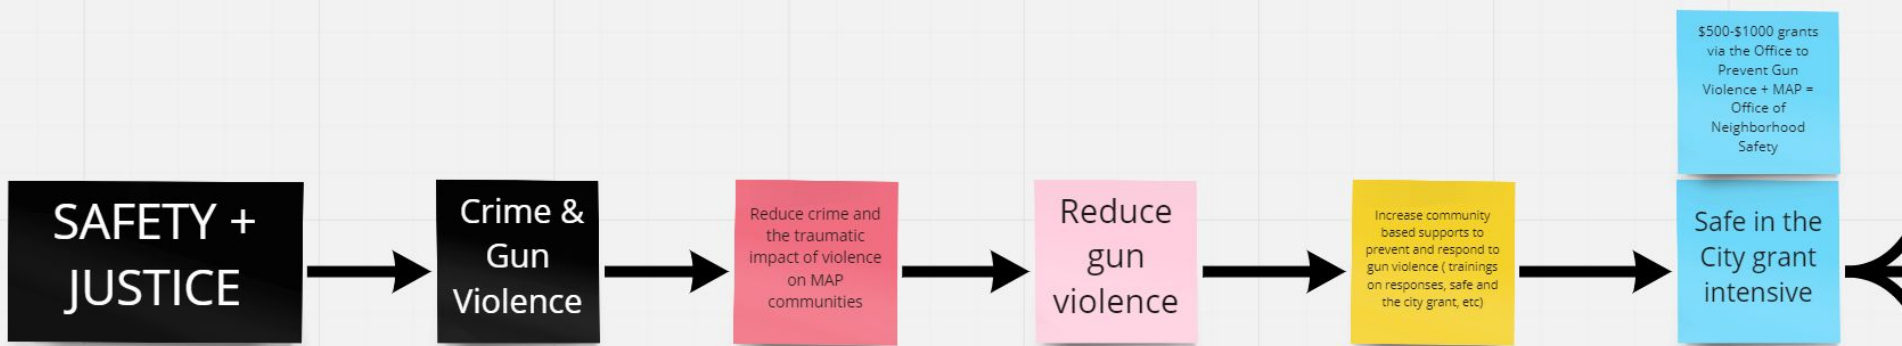 SAFETY +
JUSTICE
Crime &
Gun
Violence
Reduce crime and
the traumatic
impact of violence
on MAP
communities
Reduce
gun
violence
Increase community
based supports to
prevent and respond to
gun violence ( trainings
on responses, safe and
the city grant, etc)
$500-$1000 grants
via the Office to
Prevent Gun
Violence + MAP =
Office of
Neighborhood
Safety
Safe in the
City grant
intensive